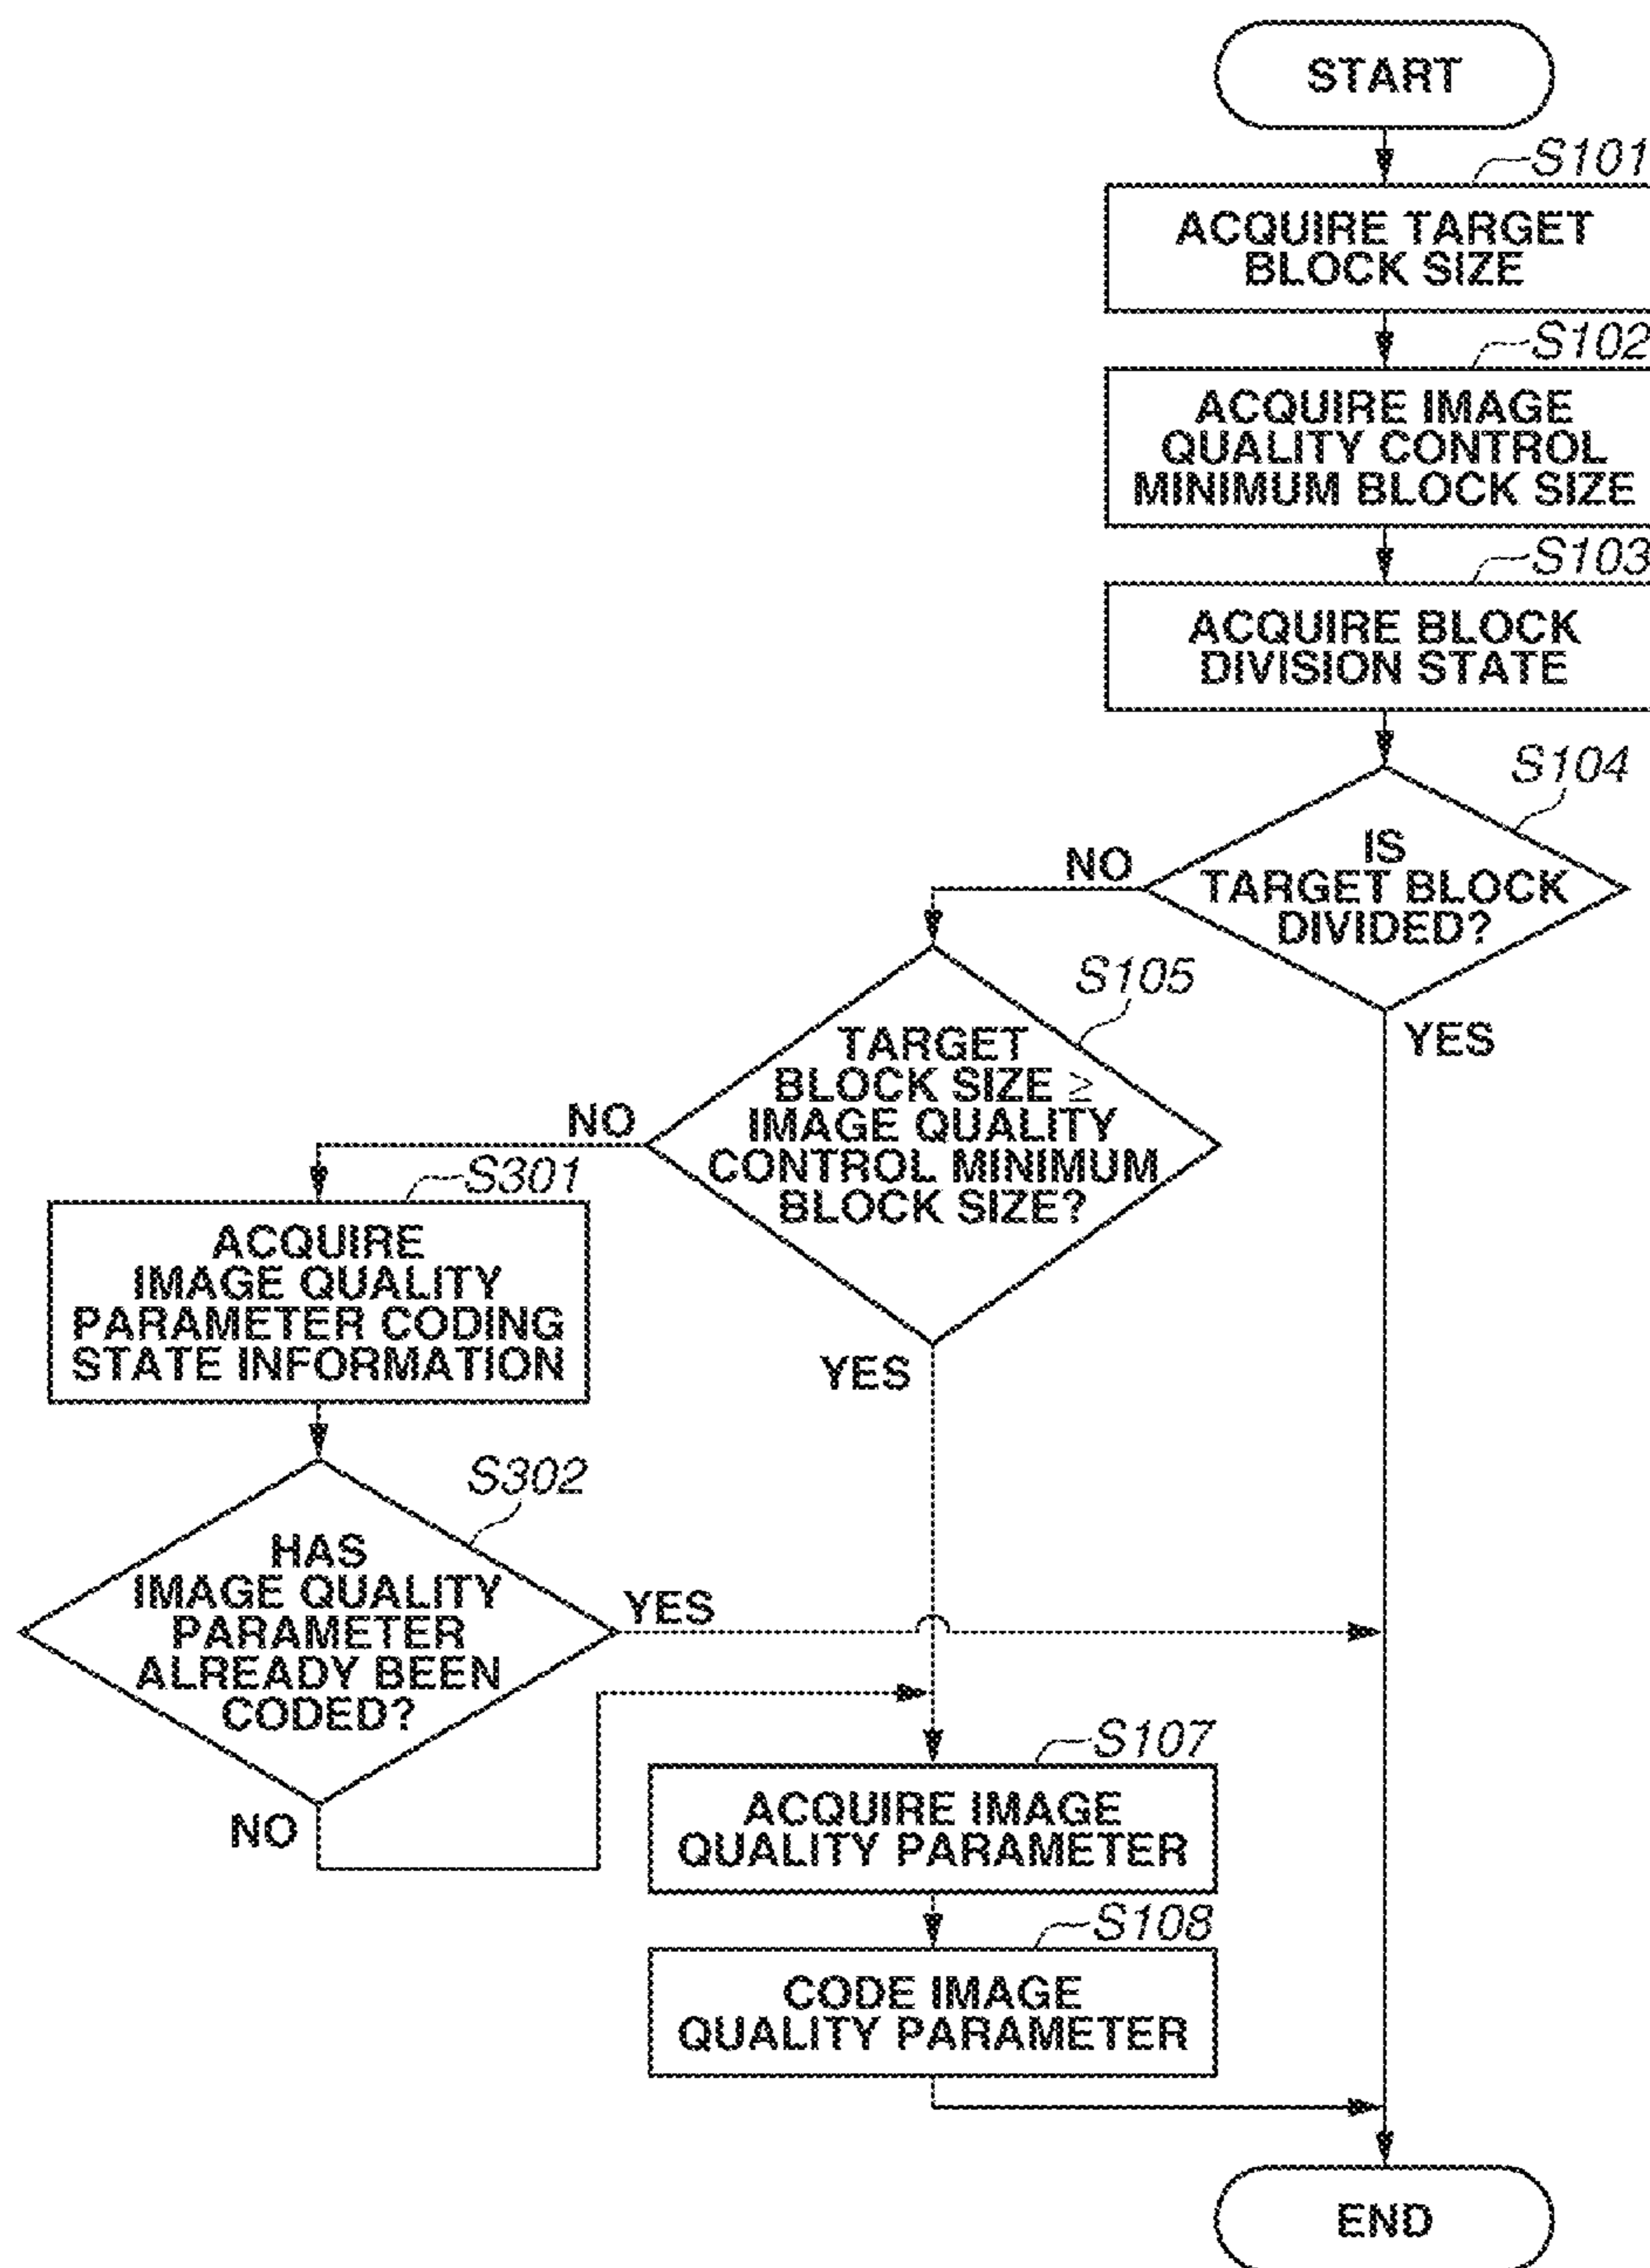 START
S101
ACQUIRE TARGET
BLOCK SIZE
S102
ACQUIRE IMAGE
QUALITY CONTROL
MINIMUM BLOCK SIZE
S103
ACQUIRE BLOCK
DIVISION STATE
S104
IS
TARGET BLOCK
DIVIDED?
NO
YES
S105
TARGET
BLOCK SIZE ≥
IMAGE QUALITY
CONTROL MINIMUM
BLOCK SIZE?
NO
YES
S301
ACQUIRE
IMAGE QUALITY
PARAMETER CODING
STATE INFORMATION
S302
HAS
IMAGE QUALITY
PARAMETER
ALREADY BEEN
CODED?
YES
NO
S107
ACQUIRE IMAGE
QUALITY PARAMETER
S108
CODE IMAGE
QUALITY PARAMETER
END